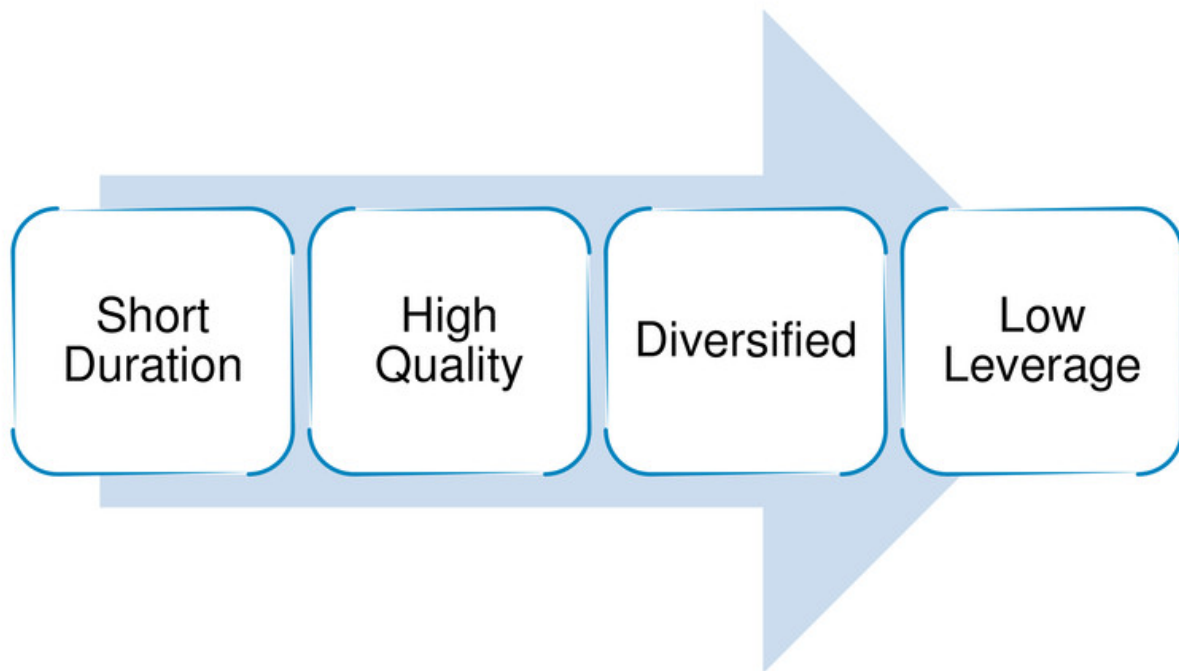 Short
Duration
High
Quality
Diversified
Low
Leverage